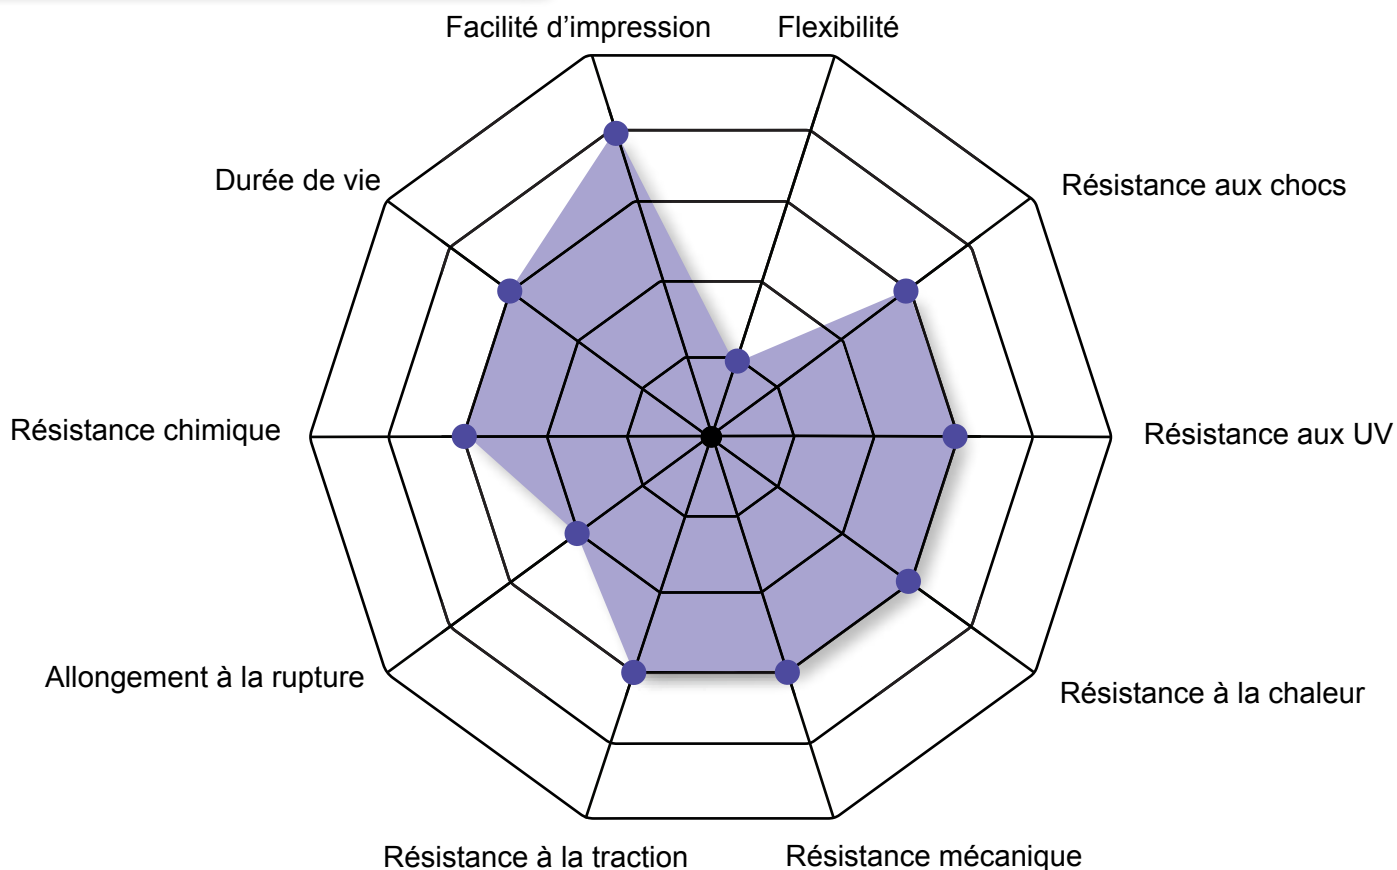 Facilité d’impression
Flexibilité
Durée de vie
Résistance aux chocs
Résistance chimique
Résistance aux UV
Allongement à la rupture
Résistance à la chaleur
Résistance à la traction
Résistance mécanique